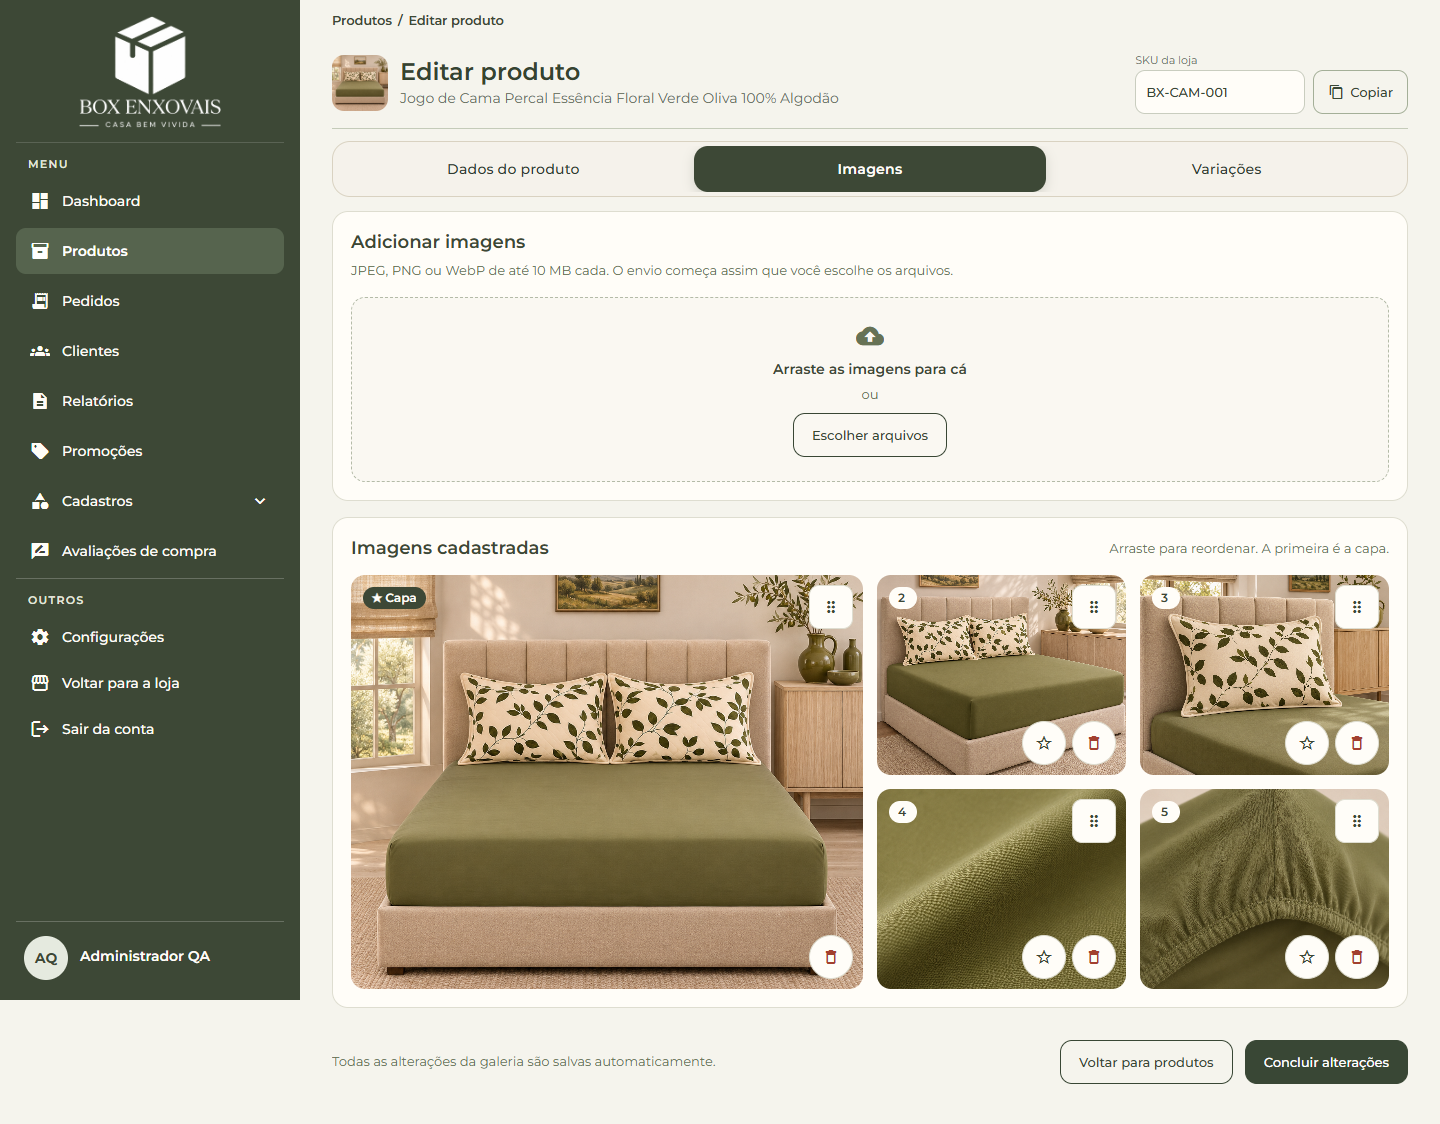 BOX ENXOVAIS
CASA BEM VIVIDA
MENU
Dashboard
Produtos
Pedidos
Clientes
Relatórios
Promoções
Cadastros
Avaliações de compra
OUTROS
Configurações
Voltar para a loja
Sair da conta
AQ
Administrador QA
Produtos / Editar produto
Editar produto
Jogo de Cama Percal Essência Floral Verde Oliva 100% Algodão
SKU da loja
BX-CAM-001
Copiar
Dados do produto
Imagens
Variações
Adicionar imagens
JPEG, PNG ou WebP de até 10 MB cada. O envio começa assim que você escolhe os arquivos.
Arraste as imagens para cá
ou
Escolher arquivos
Imagens cadastradas
Arraste para reordenar. A primeira é a capa.
Capa
2
3
4
5
Todas as alterações da galeria são salvas automaticamente.
Voltar para produtos
Concluir alterações